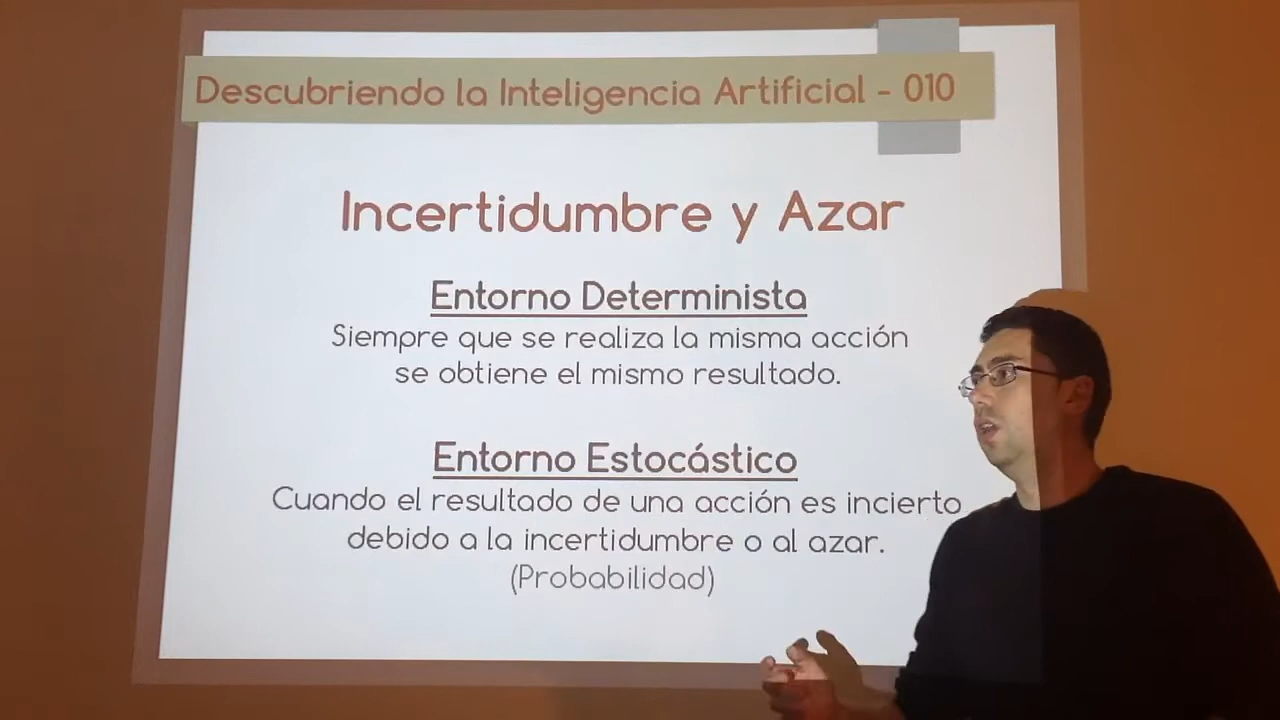 Descubriendo la Inteligencia Artificial - 010
Incertidumbre y Azar
Entorno Determinista
Siempre que se realiza la misma acción
se obtiene el mismo resultado.
Entorno Estocástico
Cuando el resultado de una acción es incierto
debido a la incertidumbre o al azar.
(Probabilidad)